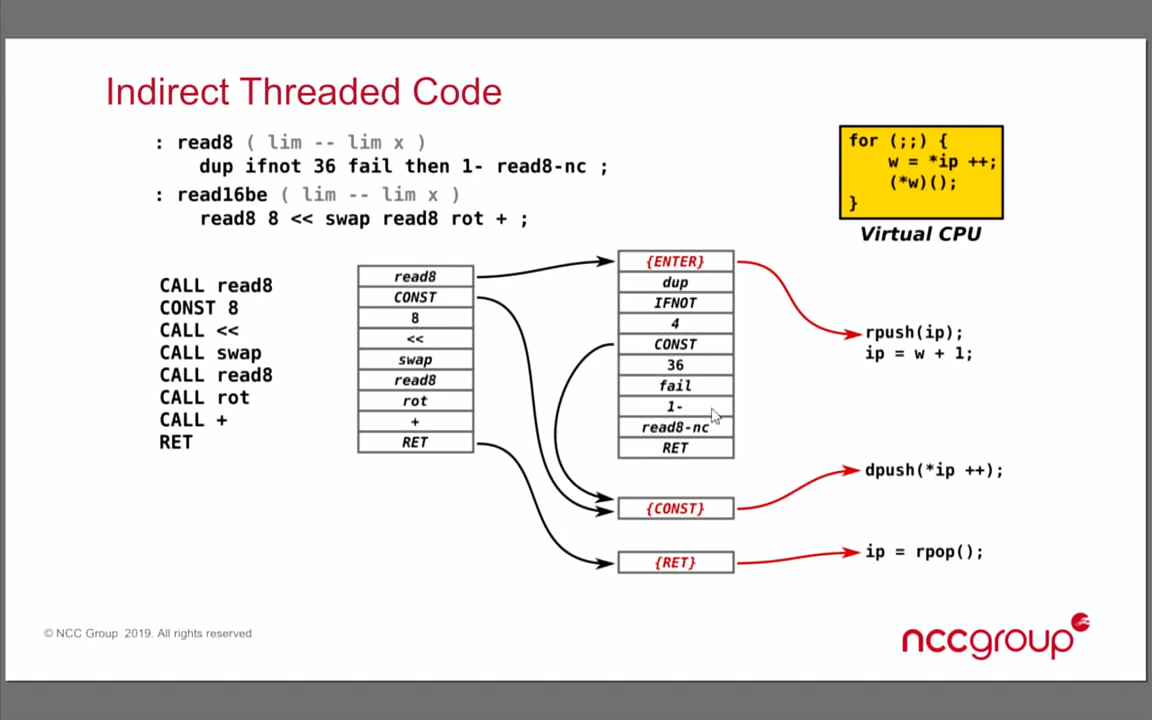 Indirect Threaded Code
: read8 ( lim -- lim x )
dup ifnot 36 fail then 1- read8-nc ;
: read16be ( lim -- lim x )
read8 8 << swap read8 rot + ;
for (;;) {
w = *ip ++;
(*w)();
}
Virtual CPU
CALL read8
CONST 8
CALL <<
CALL swap
CALL read8
CALL rot
CALL +
RET
read8
CONST
8
<<
swap
read8
rot
+
RET
{ENTER}
dup
IFNOT
4
CONST
36
fail
1-
read8-nc
RET
{CONST}
{RET}
rpush(ip);
ip = w + 1;
dpush(*ip ++);
ip = rpop();
© NCC Group 2019. All rights reserved
nccgroup